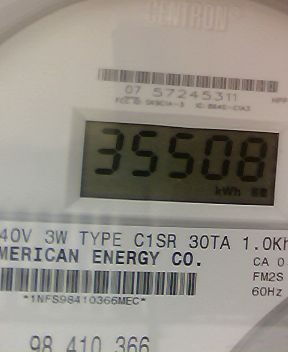 CENTRON
07 57245311
35508
kWh
40V 3W TYPE C1SR 30TA 1.0Kh
MERICAN ENERGY CO.
CA 0
FM2S
60Hz
*1NFS98410366MEC*
98 410 366